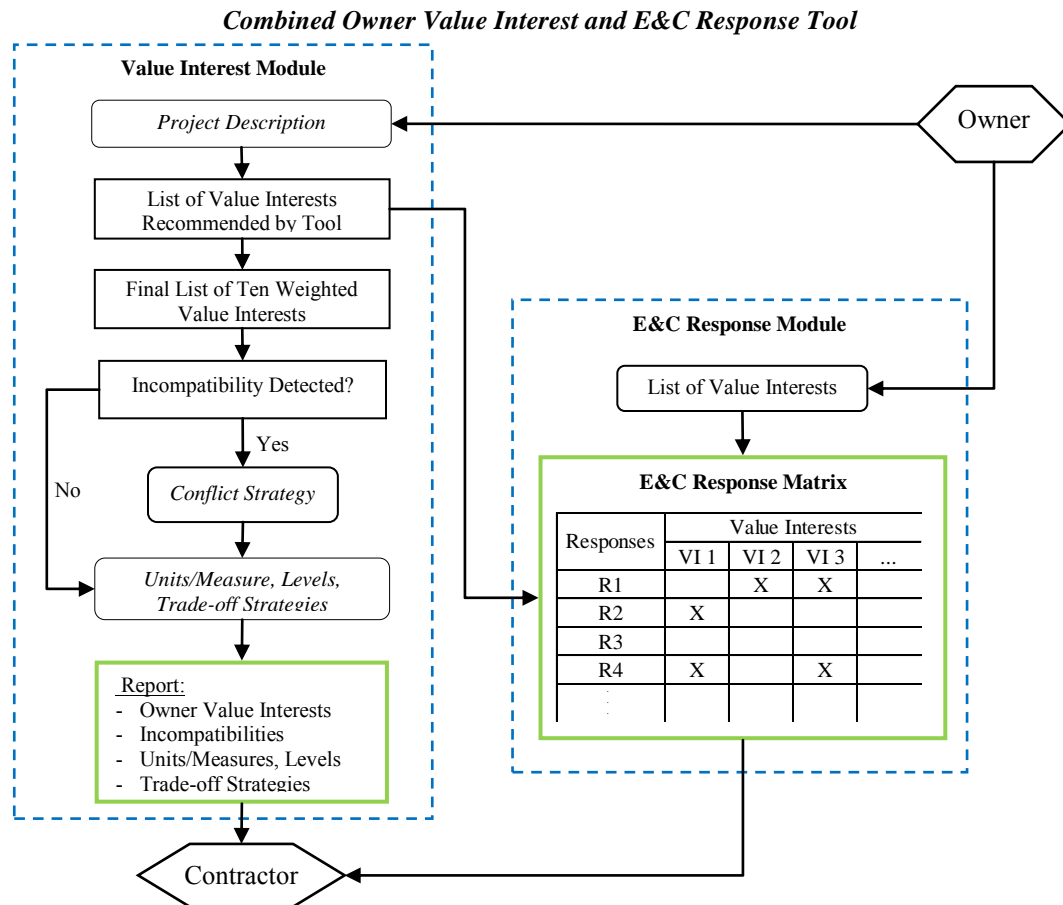 Combined Owner Value Interest and E&C Response Tool
Value Interest Module
Project Description
Owner
List of Value Interests
Recommended by Tool
Final List of Ten Weighted
Value Interests
Incompatibility Detected?
Yes
No
Conflict Strategy
Units/Measure, Levels,
Trade-off Strategies
Report:
- Owner Value Interests
- Incompatibilities
- Units/Measures, Levels
- Trade-off Strategies
E&C Response Module
List of Value Interests
E&C Response Matrix
Responses Value Interests
VI 1 VI 2 VI 3 ...
R1 X X
R2 X
R3
R4 X X
Contractor